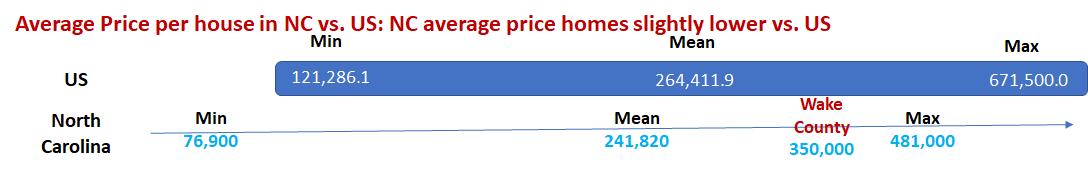 Average Price per house in NC vs. US: NC average price homes slightly lower vs. US
Min Mean Max
US 121,286.1 264,411.9 671,500.0
North Carolina
Min Mean Wake County Max
76,900 241,820 350,000 481,000